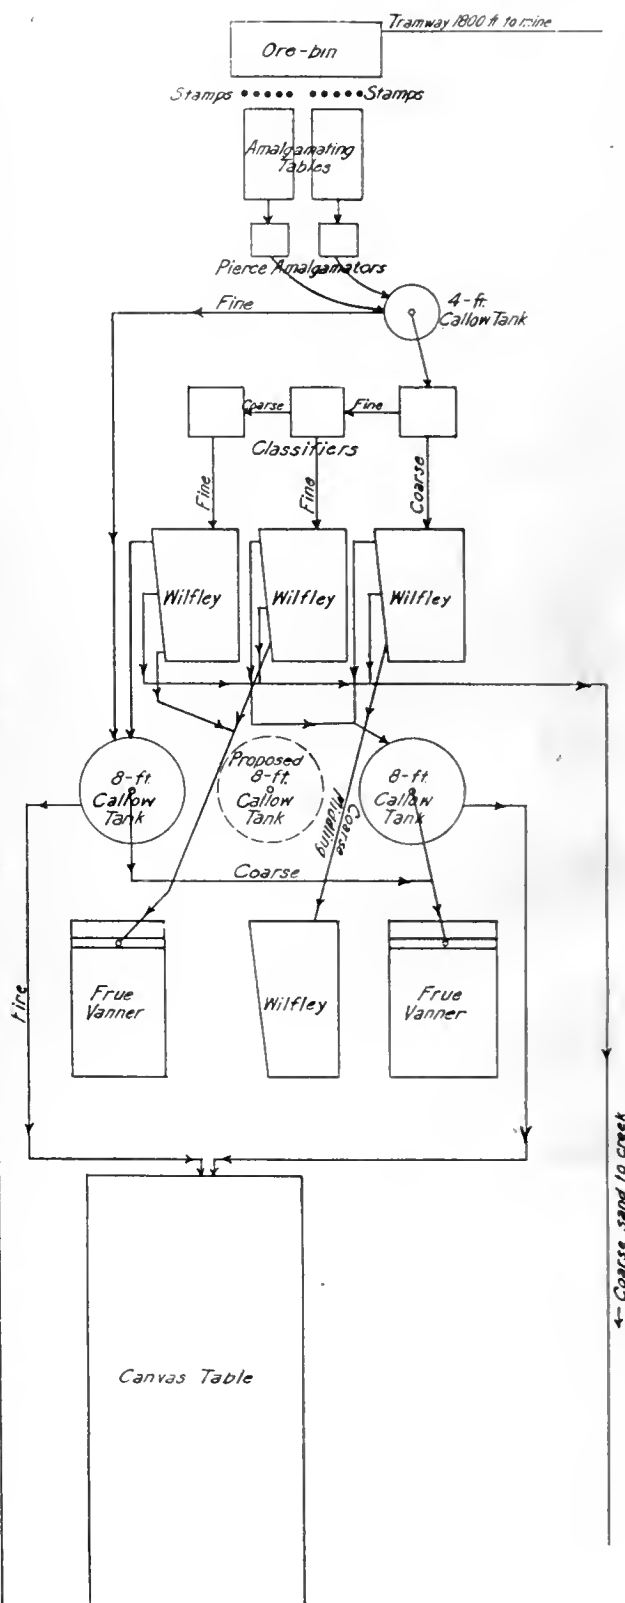 Tramway 1800 ft to mine
Ore-bin
Stamps
Stamps
Amalgamating
Tables
Pierce Amalgamators
4-ft.
Callow Tank
Fine
Coarse
Fine
Classifiers
Fine
Fine
Coarse
Wilfley
Wilfley
Wilfley
8-ft.
Callow
Tank
Proposed
8-ft.
Callow
Tank
8-ft.
Callow
Tank
Middling
Coarse
Coarse
Fine
Frue
Vanner
Wilfley
Frue
Vanner
Coarse sand to creek
Canvas Table